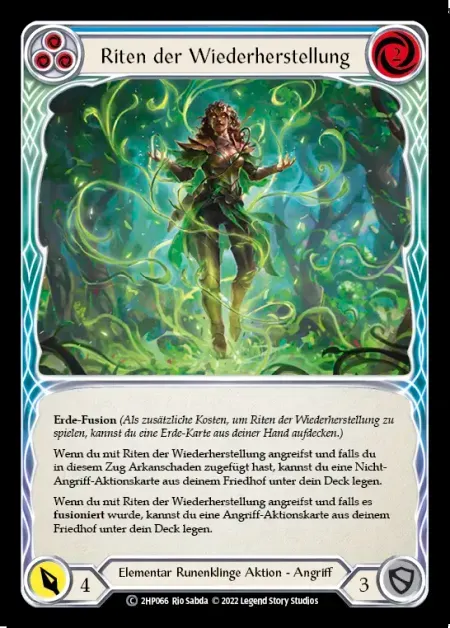 Riten der Wiederherstellung
2
Erde-Fusion (Als zusätzliche Kosten, um Riten der Wiederherstellung zu
spielen, kannst du eine Erde-Karte aus deiner Hand aufdecken.)
Wenn du mit Riten der Wiederherstellung angreifst und falls du
in diesem Zug Arkanschaden zugefügt hast, kannst du eine Nicht-
Angriff-Aktionskarte aus deinem Friedhof unter dein Deck legen.
Wenn du mit Riten der Wiederherstellung angreifst und falls es
fusioniert wurde, kannst du eine Angriff-Aktionskarte aus deinem
Friedhof unter dein Deck legen.
4
Elementar Runenklinge Aktion - Angriff
3
C 2HP066 Rio Sabda © 2022 Legend Story Studios